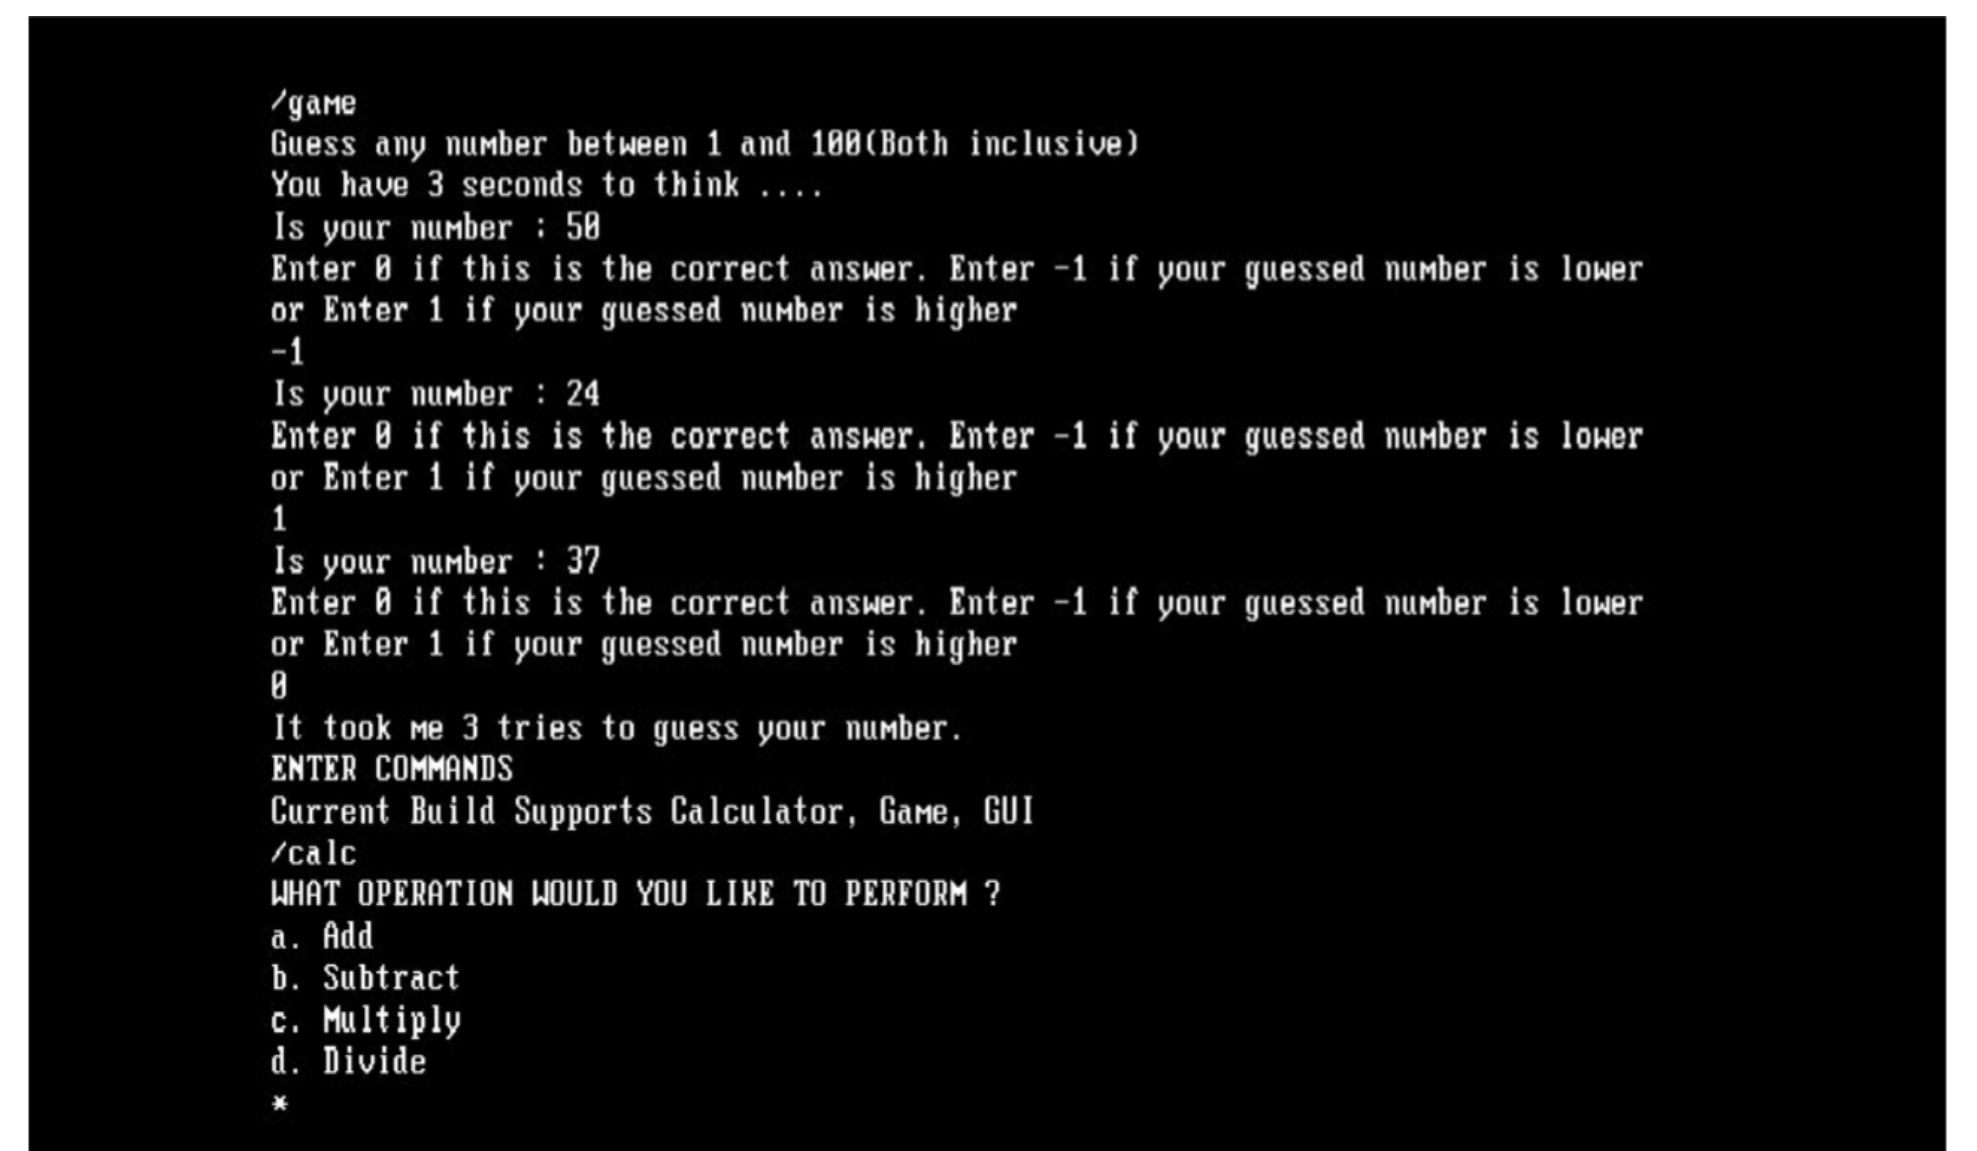 /game
Guess any number between 1 and 100(Both inclusive)
You have 3 seconds to think ....
Is your number : 50
Enter 0 if this is the correct answer. Enter -1 if your guessed number is lower
or Enter 1 if your guessed number is higher
-1
Is your number : 24
Enter 0 if this is the correct answer. Enter -1 if your guessed number is lower
or Enter 1 if your guessed number is higher
1
Is your number : 37
Enter 0 if this is the correct answer. Enter -1 if your guessed number is lower
or Enter 1 if your guessed number is higher
0
It took me 3 tries to guess your number.
ENTER COMMANDS
Current Build Supports Calculator, Game, GUI
/calc
WHAT OPERATION WOULD YOU LIKE TO PERFORM ?
a. Add
b. Subtract
c. Multiply
d. Divide
*